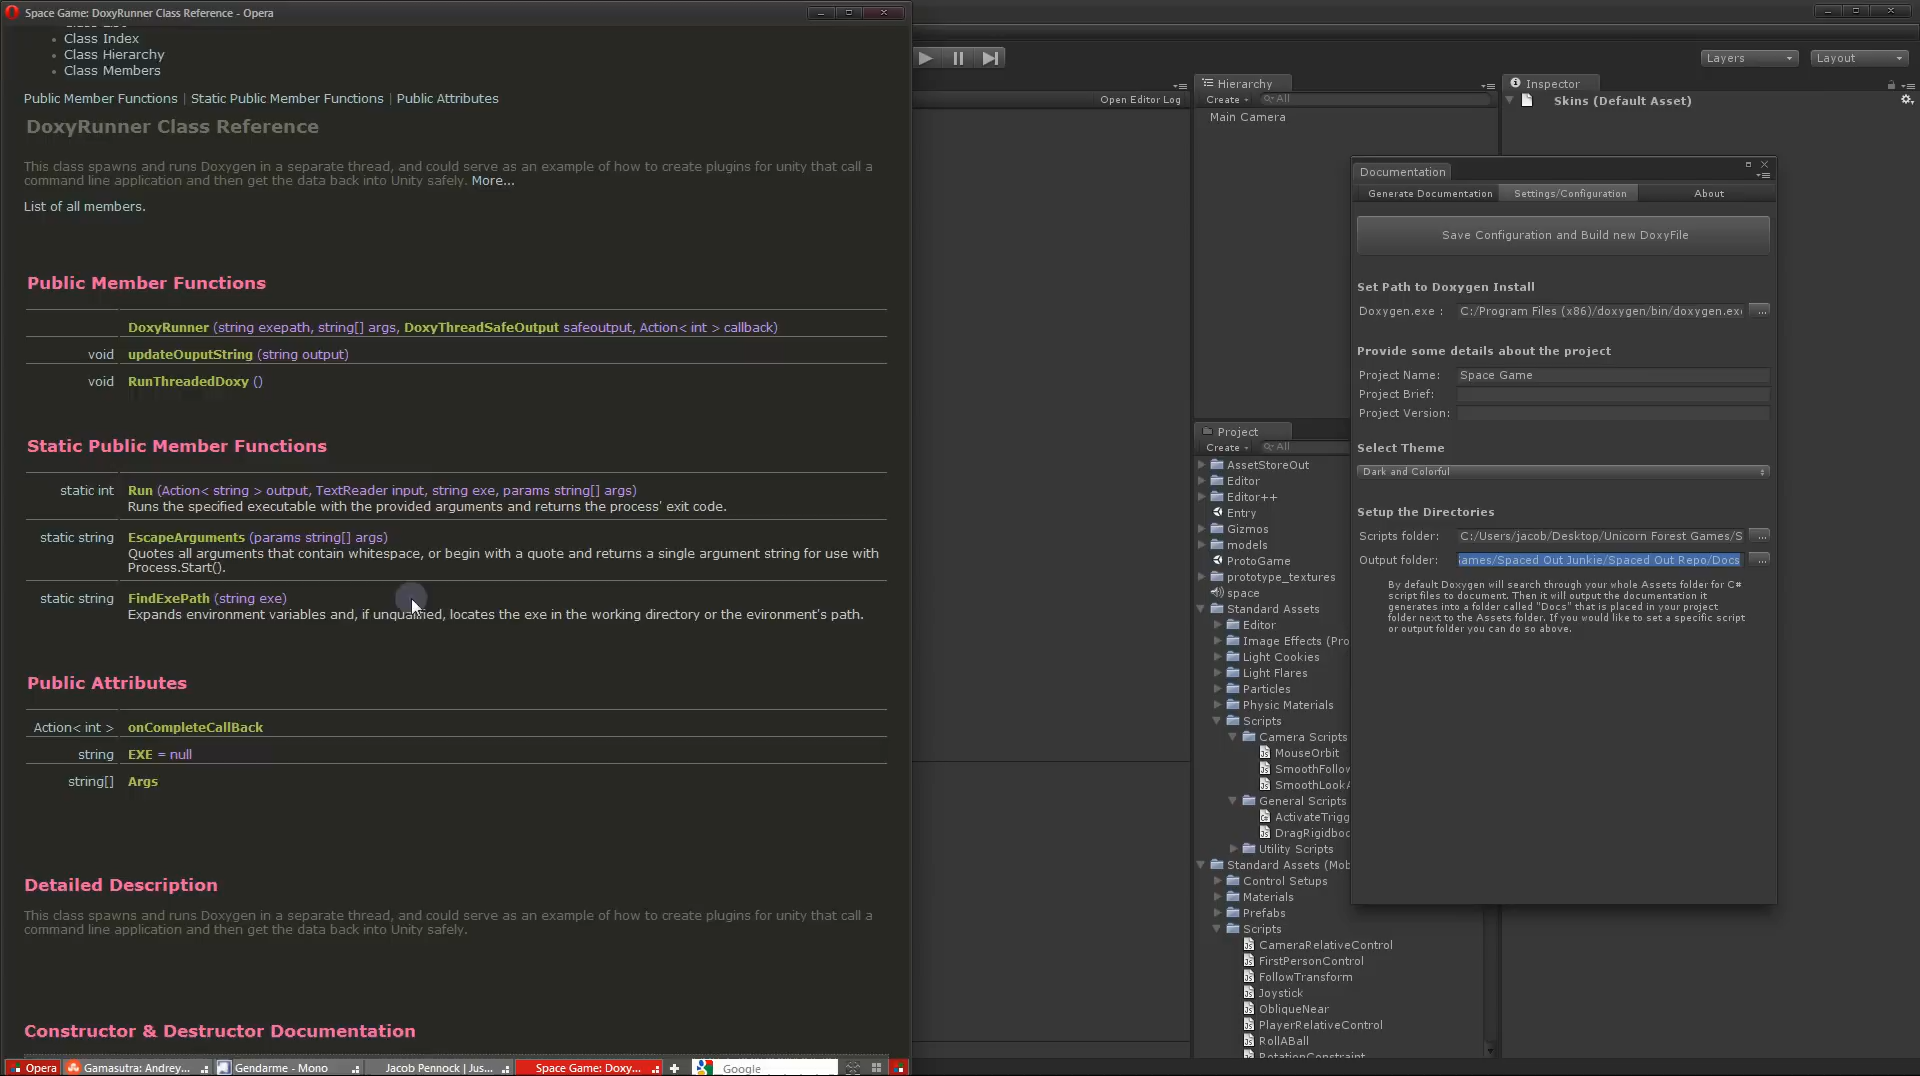 Space Game: DoxyRunner Class Reference - Opera
Class Index
Class Hierarchy
Class Members
Public Member Functions | Static Public Member Functions | Public Attributes
DoxyRunner Class Reference
This class spawns and runs Doxygen in a separate thread, and could serve as an example of how to create plugins for unity that call a
command line application and then get the data back into Unity safely. More...
List of all members.
Public Member Functions
DoxyRunner (string exepath, string[] args, DoxyThreadSafeOutput safeoutput, Action< int > callback)
void updateOuputString (string output)
void RunThreadedDoxy ()
Static Public Member Functions
static int Run (Action< string > output, TextReader input, string exe, params string[] args)
Runs the specified executable with the provided arguments and returns the process' exit code.
static string EscapeArguments (params string[] args)
Quotes all arguments that contain whitespace, or begin with a quote and returns a single argument string for use with
Process.Start().
static string FindExePath (string exe)
Expands environment variables and, if unqualified, locates the exe in the working directory or the evironment's path.
Public Attributes
Action< int > onCompleteCallBack
string EXE = null
string[] Args
Detailed Description
This class spawns and runs Doxygen in a separate thread, and could serve as an example of how to create plugins for unity that call a
command line application and then get the data back into Unity safely.
Constructor & Destructor Documentation
Opera
Gamasutra: Andrey...
Gendarme - Mono
Jacob Pennock | Jus...
Space Game: Doxy...
Google
Open Editor Log
Hierarchy
Create
All
Main Camera
Layers
Layout
Inspector
Skins (Default Asset)
Project
Create
All
AssetStoreOut
Editor
Editor++
Entry
Gizmos
models
ProtoGame
prototype_textures
space
Standard Assets
Editor
Image Effects (Pro
Light Cookies
Light Flares
Particles
Physic Materials
Scripts
Camera Scripts
MouseOrbit
SmoothFollow
SmoothLookA
General Scripts
ActivateTrigg
DragRigidboc
Utility Scripts
Standard Assets (Mob
Control Setups
Materials
Prefabs
Scripts
CameraRelativeControl
FirstPersonControl
FollowTransform
Joystick
ObliqueNear
PlayerRelativeControl
RollABall
RotationConstraint
Documentation
Generate Documentation
Settings/Configuration
About
Save Configuration and Build new DoxyFile
Set Path to Doxygen Install
Doxygen.exe : C:/Program Files (x86)/doxygen/bin/doxygen.exe ...
Provide some details about the project
Project Name: Space Game
Project Brief:
Project Version:
Select Theme
Dark and Colorful
Setup the Directories
Scripts folder: C:/Users/jacob/Desktop/Unicorn Forest Games/S ...
Output folder: Games/Spaced Out Junkie/Spaced Out Repo/Docs ...
By default Doxygen will search through your whole Assets folder for C#
script files to document. Then it will output the documentation it
generates into a folder called "Docs" that is placed in your project
folder next to the Assets folder. If you would like to set a specific script
or output folder you can do so above.